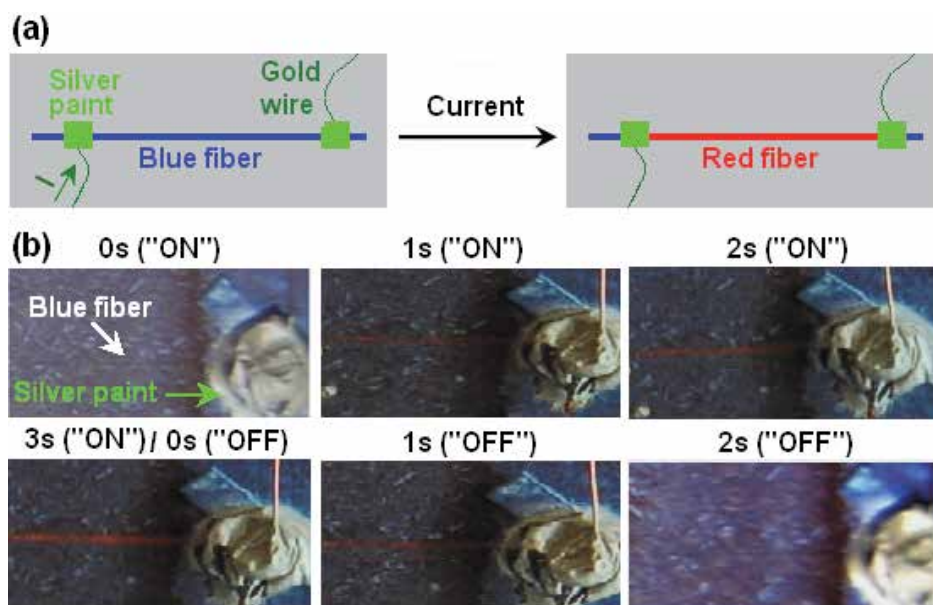 (a)
Silver
paint
Gold
wire
Blue fiber
I
Current
Red fiber
(b)
0s ("ON")
1s ("ON")
2s ("ON")
Blue fiber
Silver paint
3s ("ON") / 0s ("OFF)
1s ("OFF")
2s ("OFF")